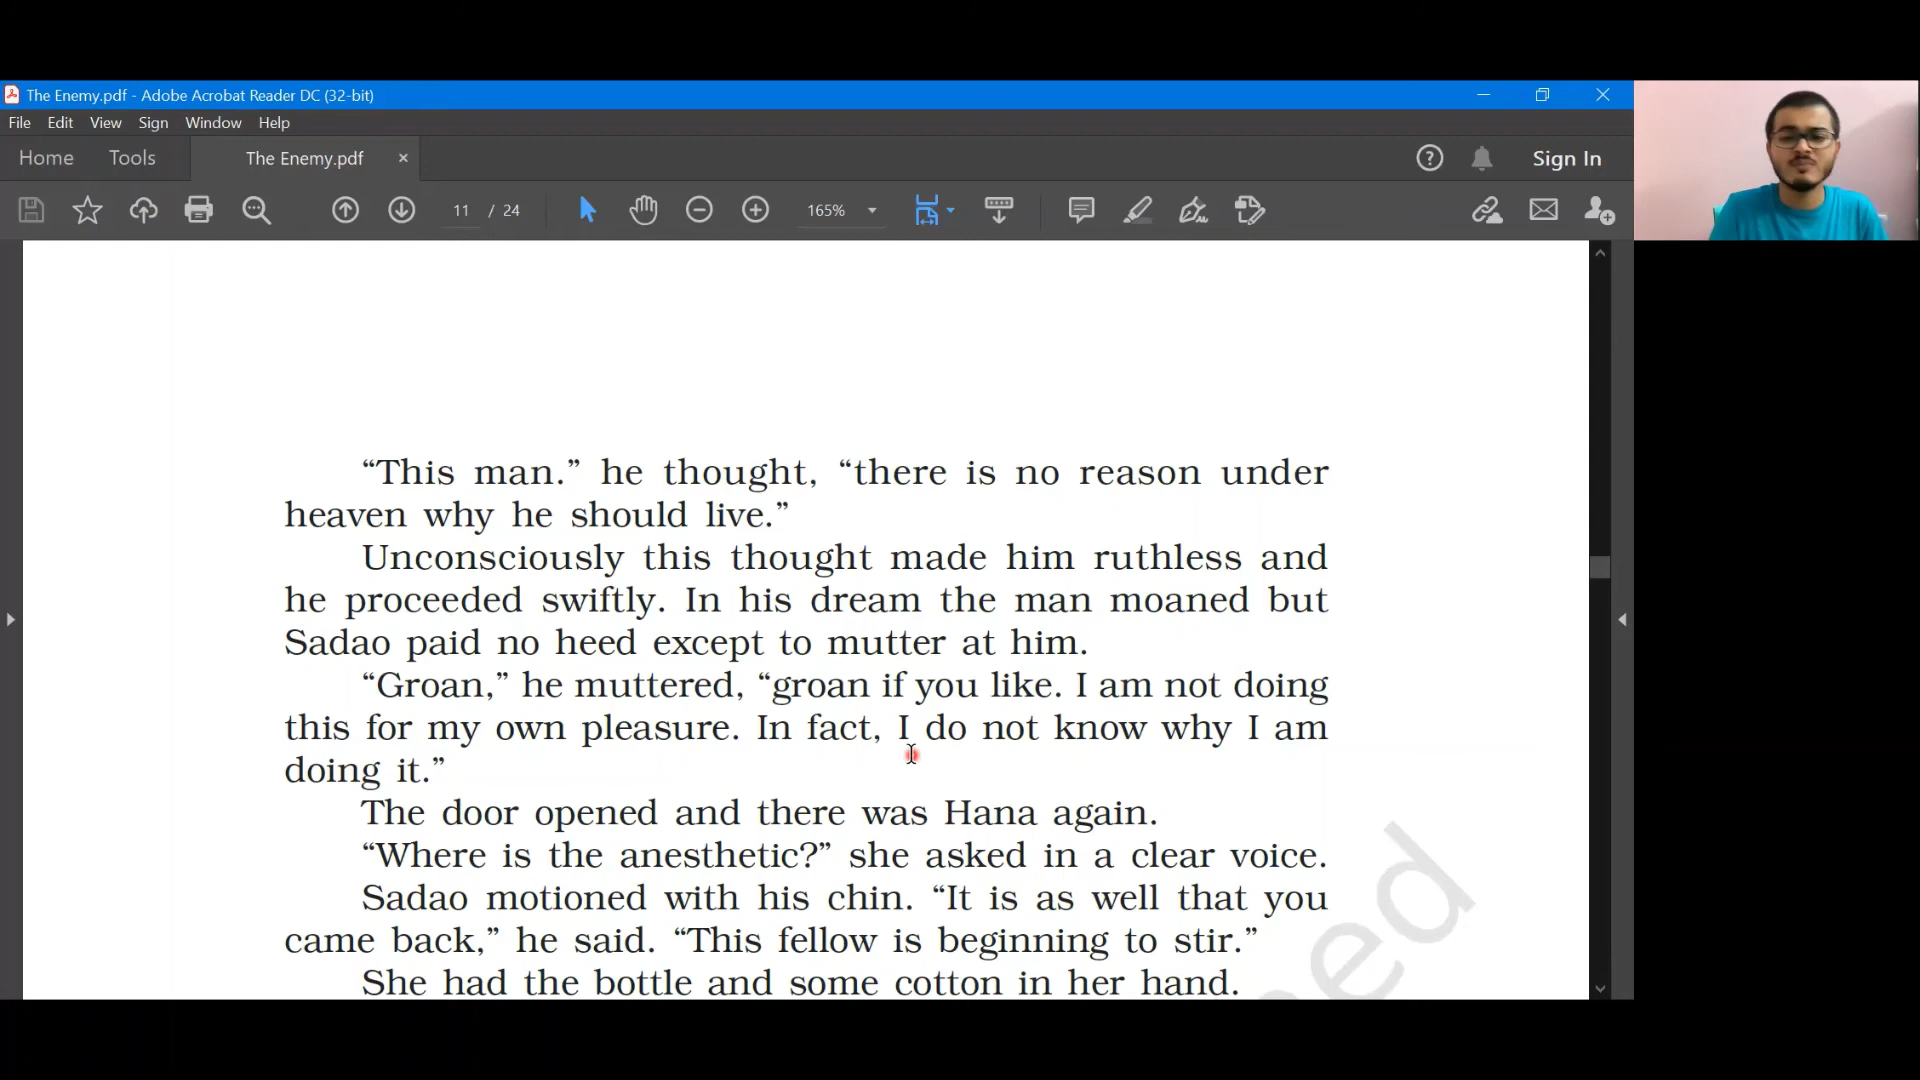 The Enemy.pdf - Adobe Acrobat Reader DC (32-bit)
File Edit View Sign Window Help
Home Tools The Enemy.pdf × Sign In
11 / 24 165%
“This man.” he thought, “there is no reason under
heaven why he should live.”
Unconsciously this thought made him ruthless and
he proceeded swiftly. In his dream the man moaned but
Sadao paid no heed except to mutter at him.
“Groan,” he muttered, “groan if you like. I am not doing
this for my own pleasure. In fact, I do not know why I am
doing it.”
The door opened and there was Hana again.
“Where is the anesthetic?” she asked in a clear voice.
Sadao motioned with his chin. “It is as well that you
came back,” he said. “This fellow is beginning to stir.”
She had the bottle and some cotton in her hand.